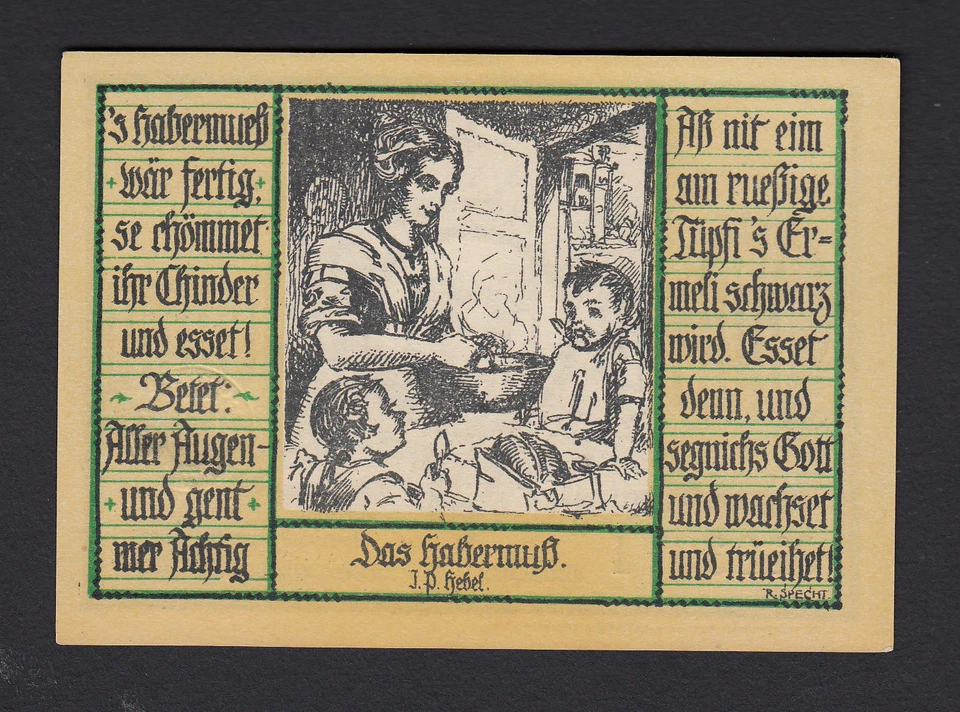 's Habermueß
wär fertig,
se chömmet
ihr Chinder
und esset!
Betet:
Aller Augen-
und gent
mer Achtig
Das Habermuß.
J. P. Hebel.
Aß nit eim
am rueßige
Tüpfi 's Er=
meli schwarz
wird. Esset
denn, und
segnichs Gott
und wachset
und trüeihet!
R. SPECHT.